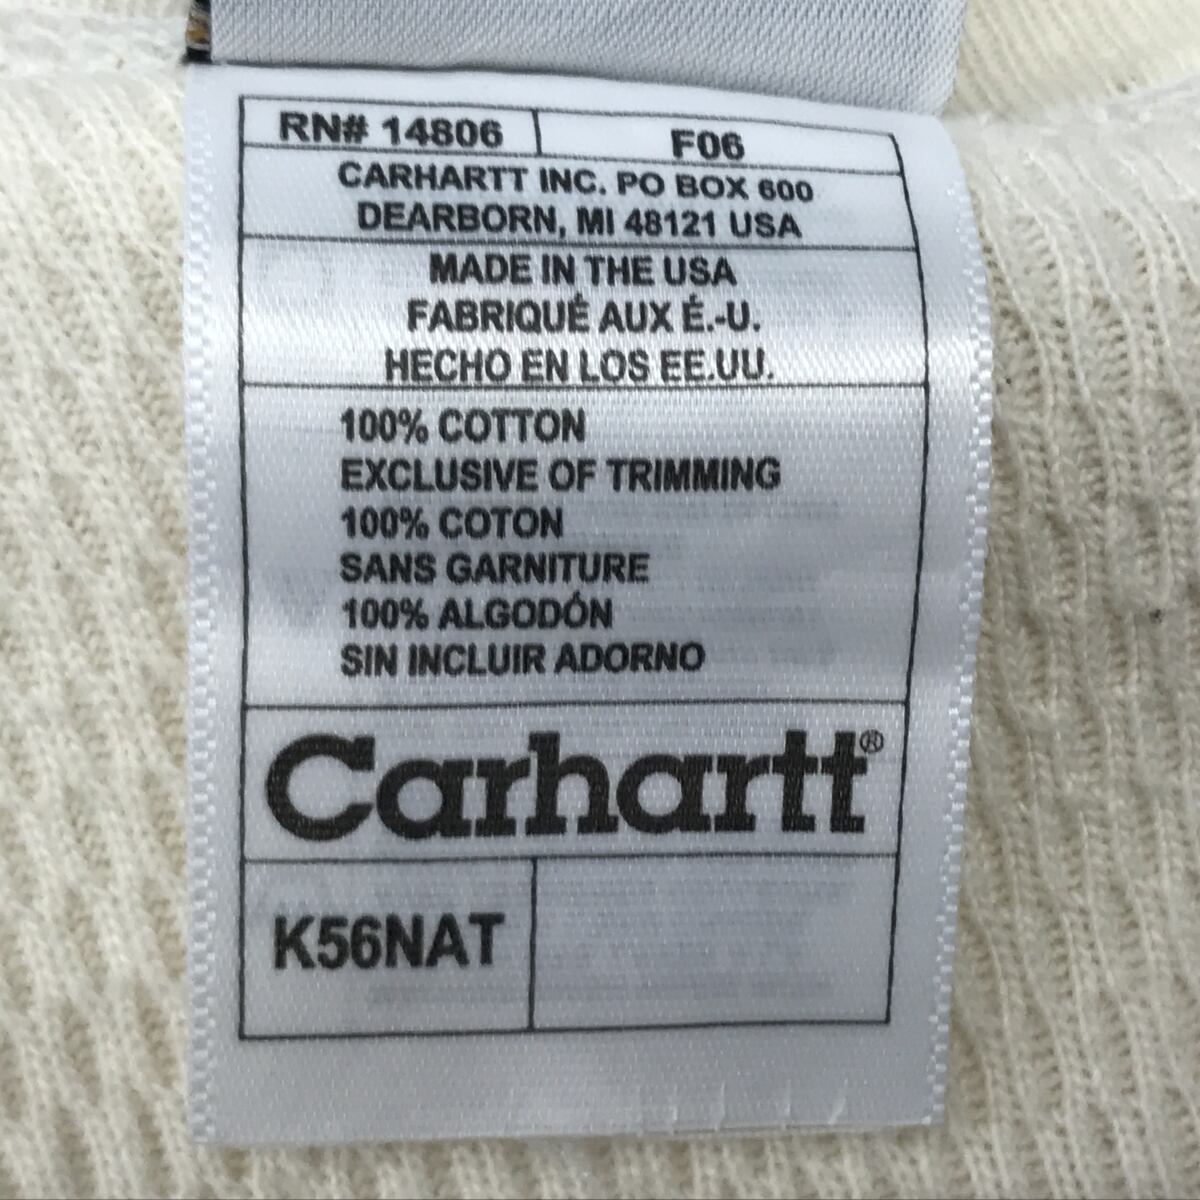 RN# 14806 F06
CARHARTT INC. PO BOX 600
DEARBORN, MI 48121 USA
MADE IN THE USA
FABRIQUÉ AUX É.-U.
HECHO EN LOS EE.UU.
100% COTTON
EXCLUSIVE OF TRIMMING
100% COTON
SANS GARNITURE
100% ALGODÓN
SIN INCLUIR ADORNO
Carhartt®
K56NAT